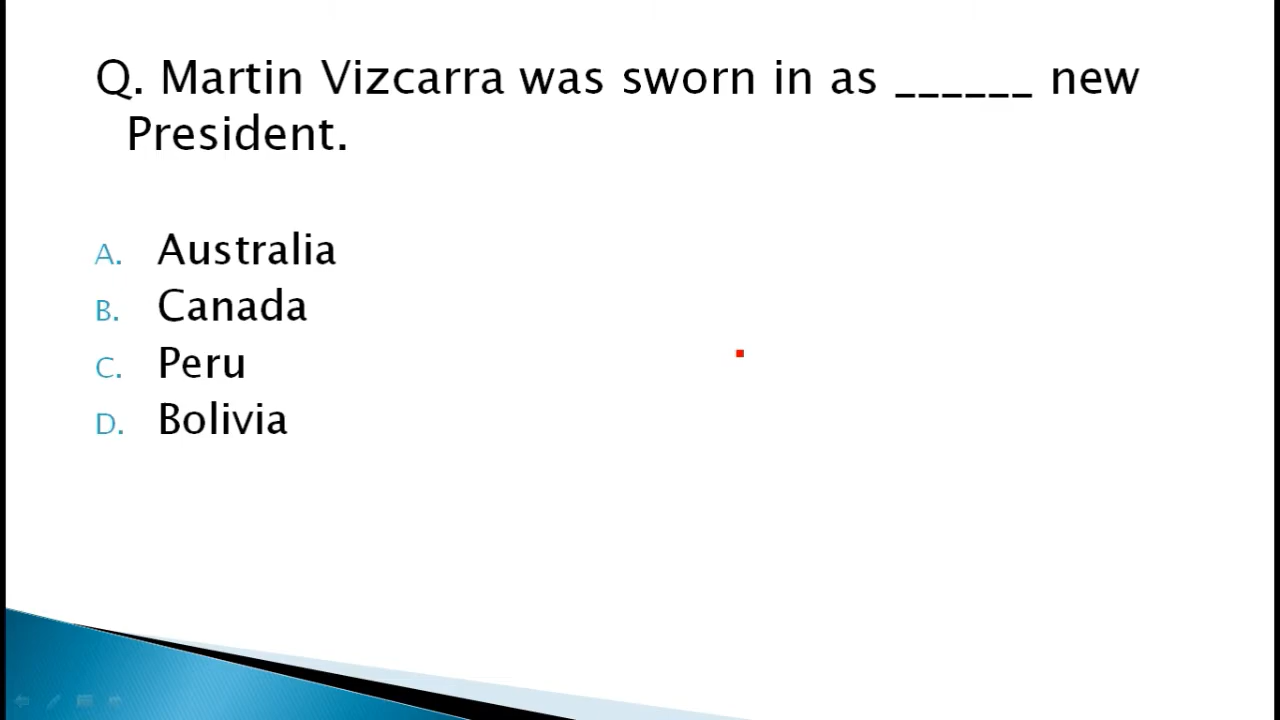 Q. Martin Vizcarra was sworn in as ______ new
President.
A. Australia
B. Canada
C. Peru
D. Bolivia